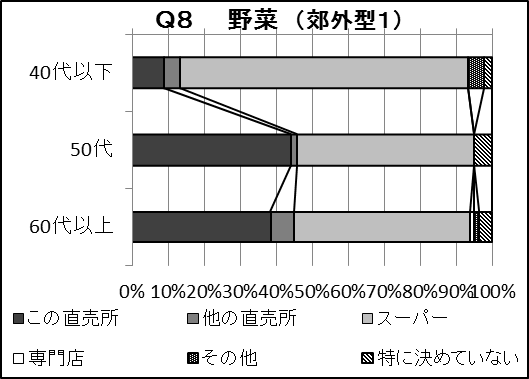 Q8 野菜（郊外型1）
40代以下
50代
60代以上
0% 10% 20% 30% 40% 50% 60% 70% 80% 90% 100%
この直売所 他の直売所 スーパー
専門店 その他 特に決めていない